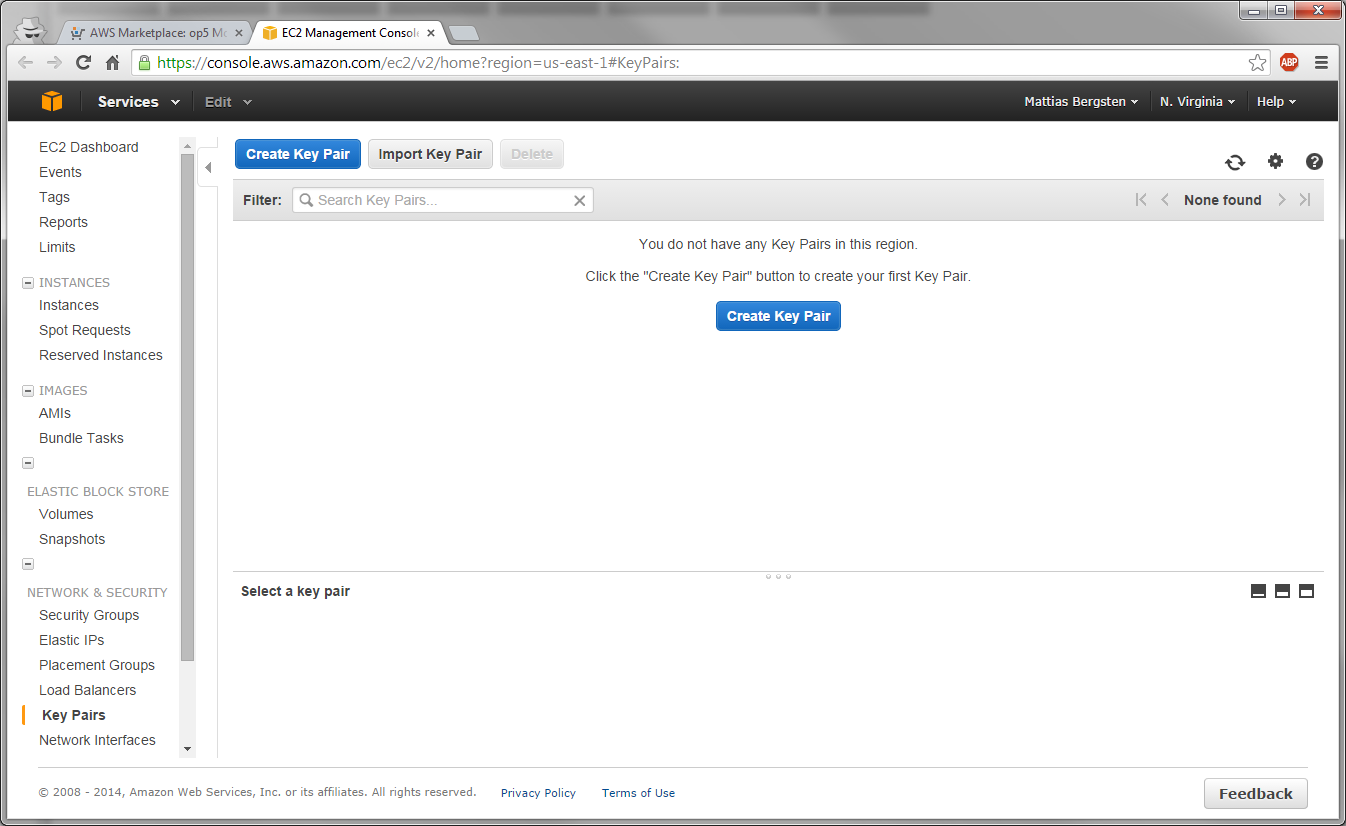 AWS Marketplace: op5 Mo
EC2 Management Console
https://console.aws.amazon.com/ec2/v2/home?region=us-east-1#KeyPairs:
ABP
Services Edit Mattias Bergsten N. Virginia Help
EC2 Dashboard
Events
Tags
Reports
Limits
INSTANCES
Instances
Spot Requests
Reserved Instances
IMAGES
AMIs
Bundle Tasks
ELASTIC BLOCK STORE
Volumes
Snapshots
NETWORK & SECURITY
Security Groups
Elastic IPs
Placement Groups
Load Balancers
Key Pairs
Network Interfaces
Create Key Pair Import Key Pair Delete
Filter: Search Key Pairs... None found
You do not have any Key Pairs in this region.
Click the "Create Key Pair" button to create your first Key Pair.
Create Key Pair
Select a key pair
© 2008 - 2014, Amazon Web Services, Inc. or its affiliates. All rights reserved. Privacy Policy Terms of Use Feedback